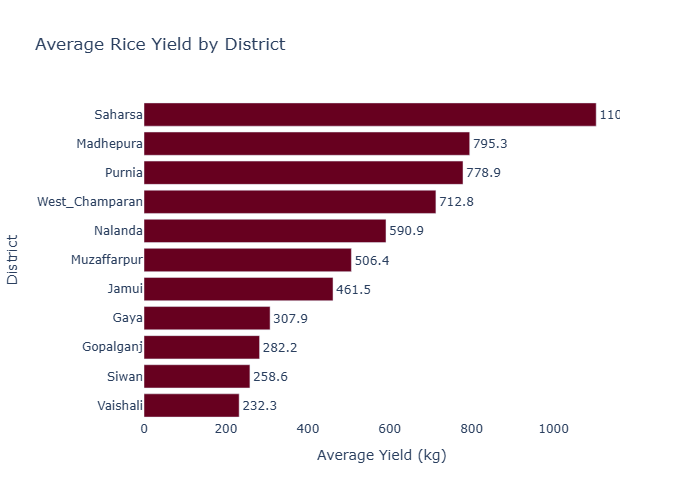 Average Rice Yield by District
District
Saharsa
Madhepura 795.3
Purnia 778.9
West_Champaran 712.8
Nalanda 590.9
Muzaffarpur 506.4
Jamui 461.5
Gaya 307.9
Gopalganj 282.2
Siwan 258.6
Vaishali 232.3
0 200 400 600 800 1000
Average Yield (kg)